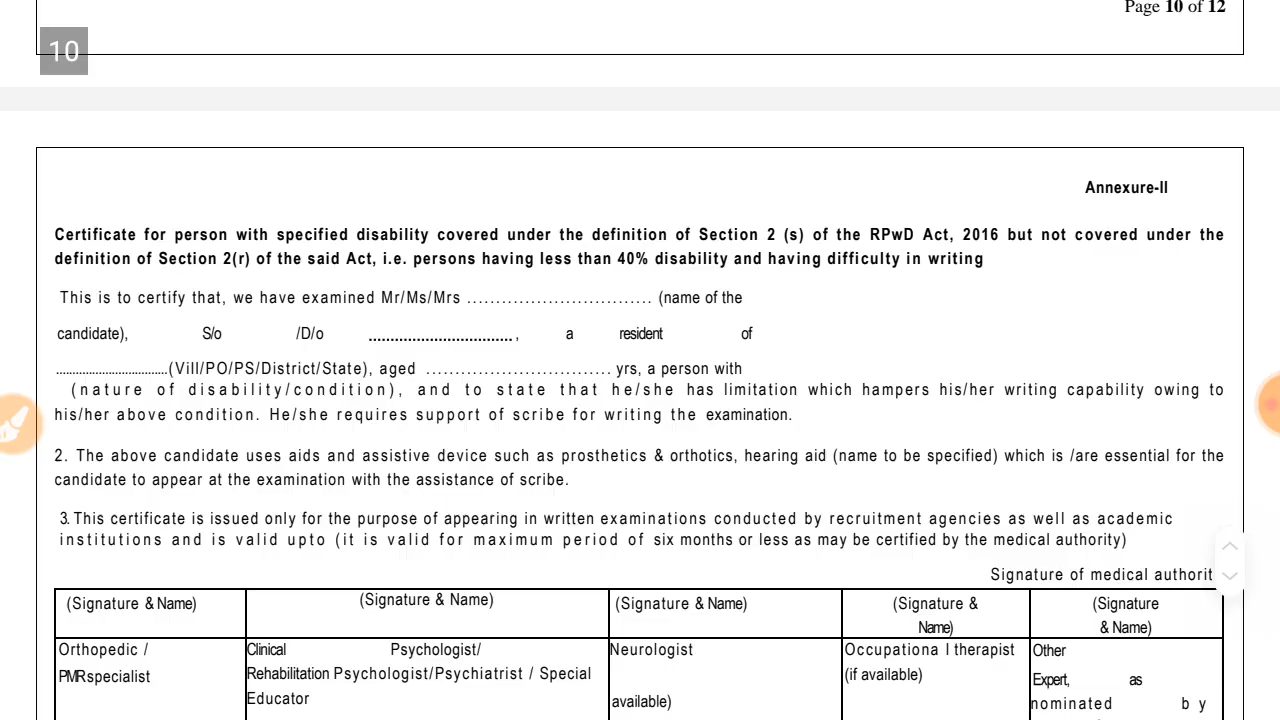 Page 10 of 12
10
Annexure-II
Certificate for person with specified disability covered under the definition of Section 2 (s) of the RPwD Act, 2016 but not covered under the
definition of Section 2(r) of the said Act, i.e. persons having less than 40% disability and having difficulty in writing
This is to certify that, we have examined Mr/Ms/Mrs ................................ (name of the
candidate), S/o /D/o ................................., a resident of
...................................(Vill/PO/PS/District/State), aged ................................ yrs, a person with
(nature of disability/condition), and to state that he/she has limitation which hampers his/her writing capability owing to
his/her above condition. He/she requires support of scribe for writing the examination.
2. The above candidate uses aids and assistive device such as prosthetics & orthotics, hearing aid (name to be specified) which is /are essential for the
candidate to appear at the examination with the assistance of scribe.
3. This certificate is issued only for the purpose of appearing in written examinations conducted by recruitment agencies as well as academic
institutions and is valid upto (it is valid for maximum period of six months or less as may be certified by the medical authority)
Signature of medical authorit
(Signature & Name) (Signature & Name) (Signature & Name) (Signature & Name) (Signature & Name)
Orthopedic / PMR specialist
Clinical Psychologist/
Rehabilitation Psychologist/Psychiatrist / Special
Educator
Neurologist
available)
Occupationa l therapist
(if available)
Other
Expert, as
nominated b y